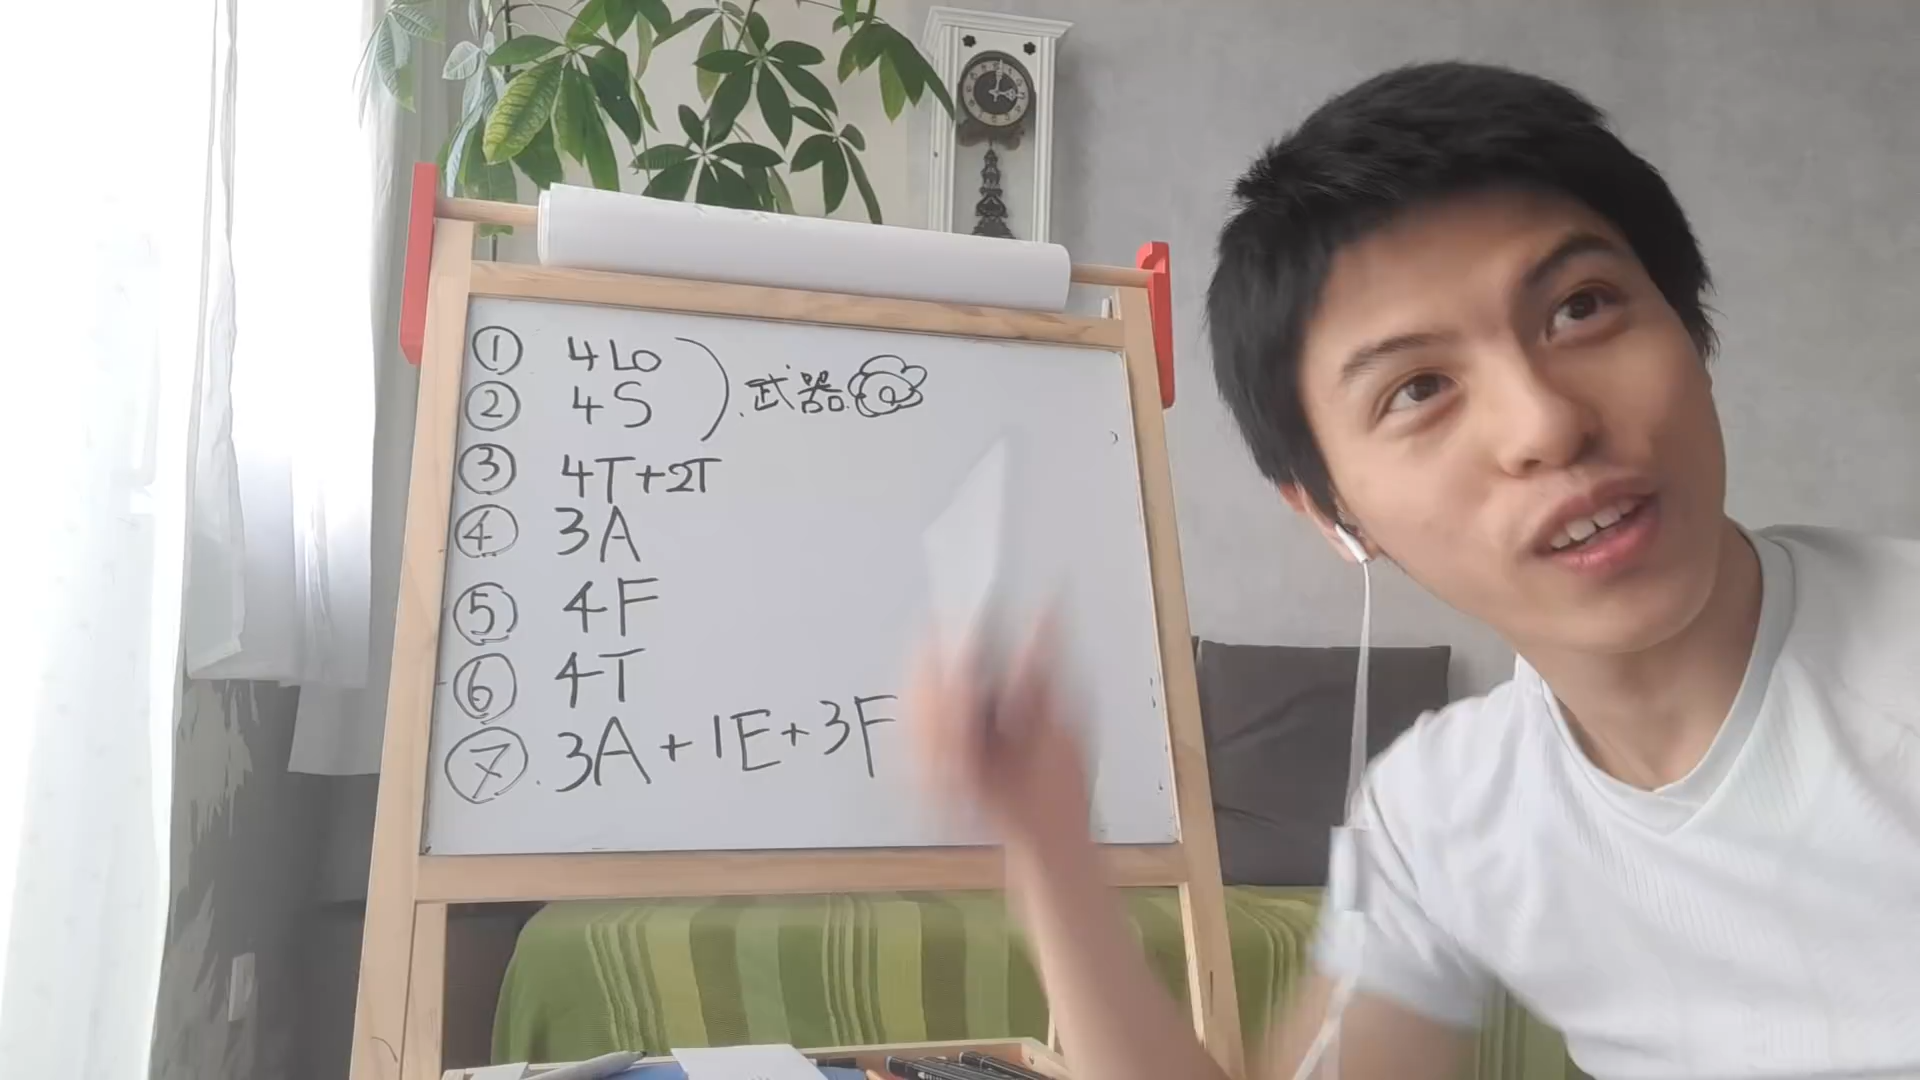 ① 4Lo
② 4S
武器
③ 4T+2T
④ 3A
⑤ 4F
⑥ 4T
⑦ 3A+1E+3F